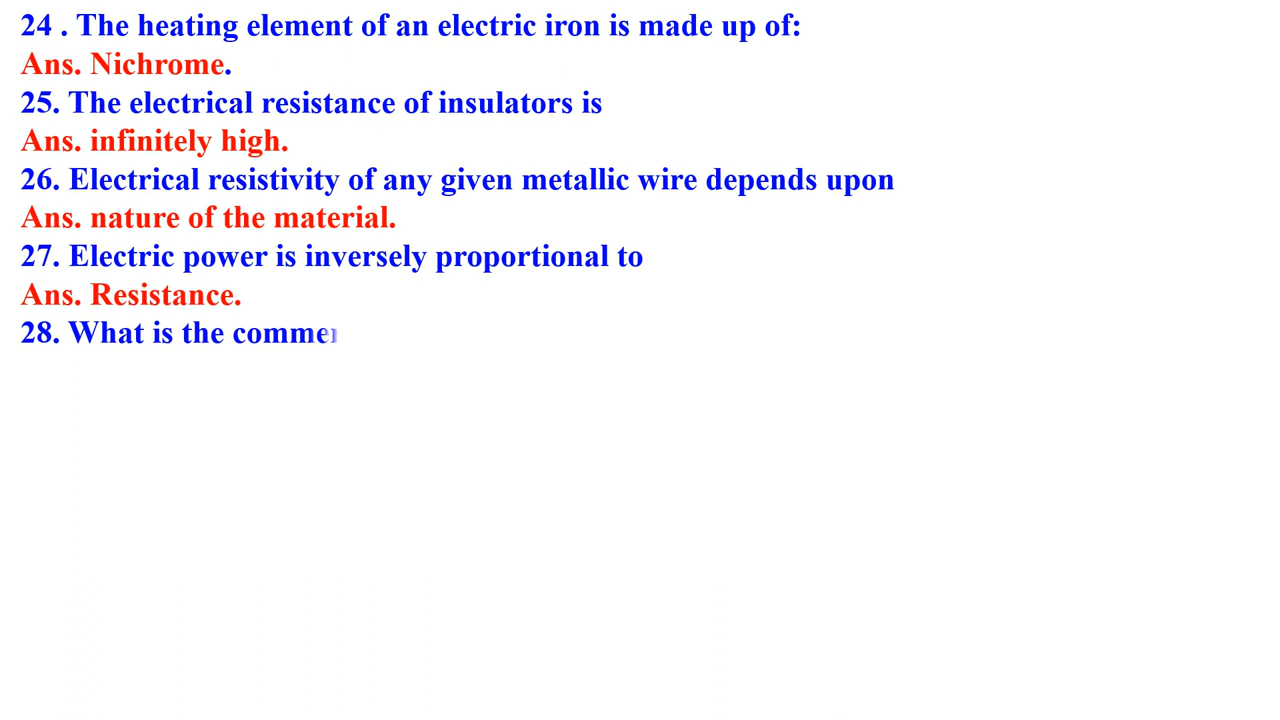 24 . The heating element of an electric iron is made up of:
Ans. Nichrome.
25. The electrical resistance of insulators is
Ans. infinitely high.
26. Electrical resistivity of any given metallic wire depends upon
Ans. nature of the material.
27. Electric power is inversely proportional to
Ans. Resistance.
28. What is the